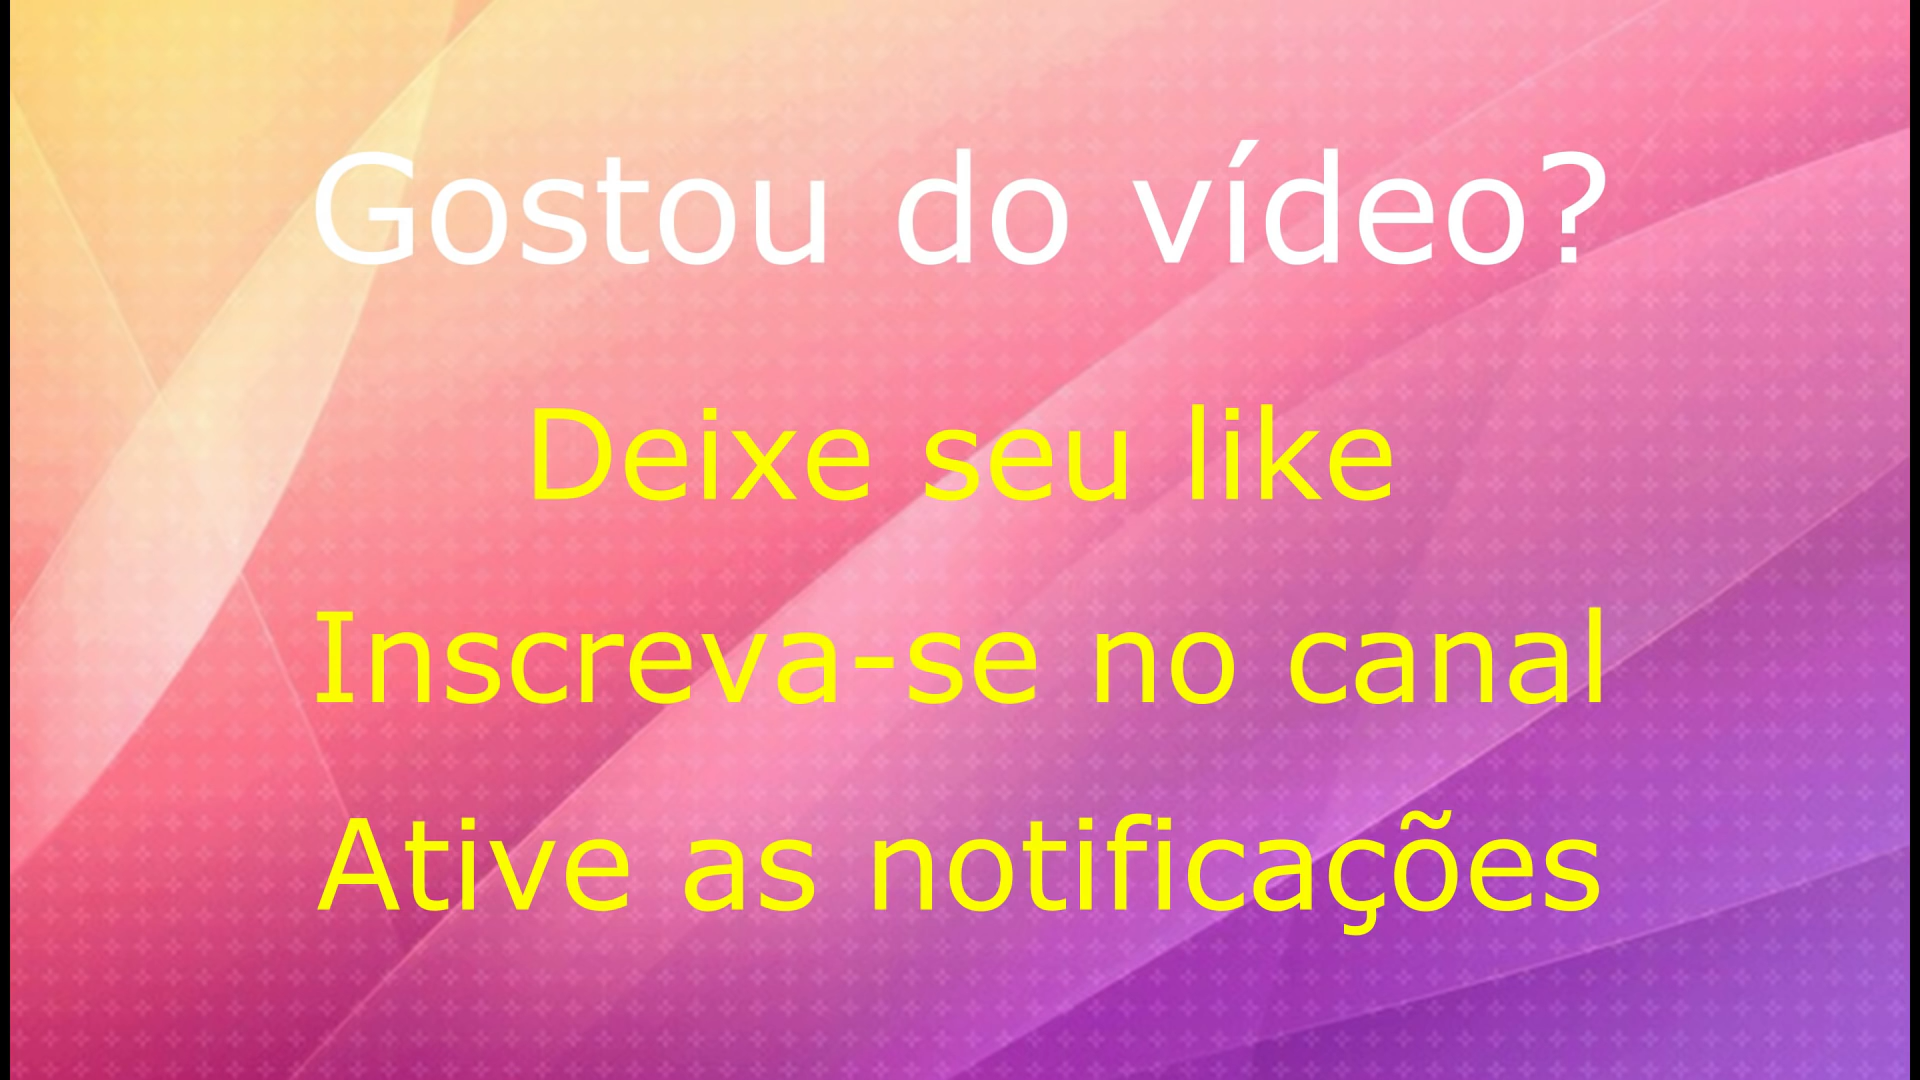 Gostou do vídeo?
Deixe seu like
Inscreva-se no canal
Ative as notificações